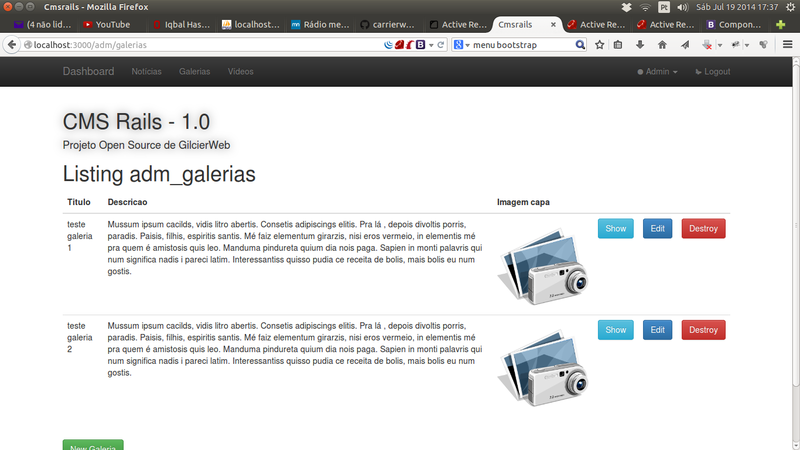 Cmsrails - Mozilla Firefox
Pt
Sáb Jul 19 2014 17:37
(4 não lid...
YouTube
Iqbal Has...
localhost...
Rádio me...
carrierw...
Active Re...
Cmsrails
Active Re...
Active Re...
Compon...
localhost:3000/adm/galerias
menu bootstrap
Dashboard Noticias Galerias Videos Admin Logout
CMS Rails - 1.0
Projeto Open Source de GilcierWeb
Listing adm_galerias
Titulo Descricao Imagem capa
teste galeria 1
Mussum ipsum cacilds, vidis litro abertis. Consetis adipiscings elitis. Pra lá , depois divoltis porris,
paradis. Paisis, filhis, espiritis santis. Mé faiz elementum girarzis, nisi eros vermeio, in elementis mé
pra quem é amistosis quis leo. Manduma pindureta quium dia nois paga. Sapien in monti palavris qui
num significa nadis i pareci latim. Interessantiss quisso pudia ce receita de bolis, mais bolis eu num
gostis.
Show Edit Destroy
teste galeria 2
Mussum ipsum cacilds, vidis litro abertis. Consetis adipiscings elitis. Pra lá , depois divoltis porris,
paradis. Paisis, filhis, espiritis santis. Mé faiz elementum girarzis, nisi eros vermeio, in elementis mé
pra quem é amistosis quis leo. Manduma pindureta quium dia nois paga. Sapien in monti palavris qui
num significa nadis i pareci latim. Interessantiss quisso pudia ce receita de bolis, mais bolis eu num
gostis.
Show Edit Destroy
New Galeria